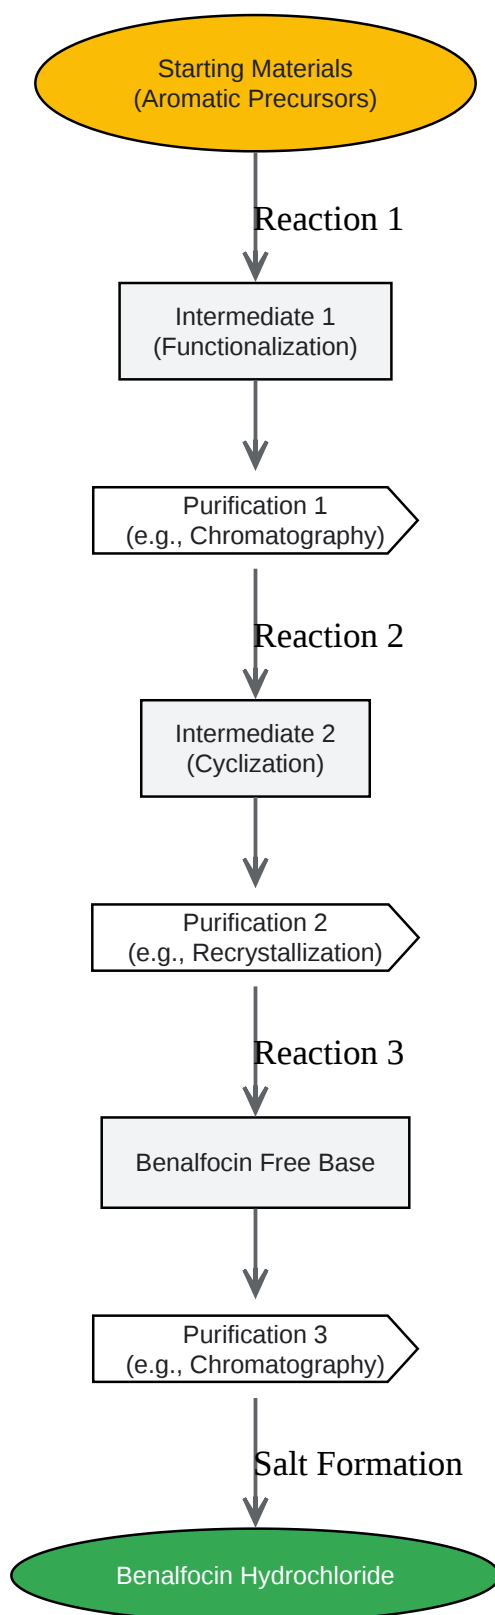 Starting Materials
(Aromatic Precursors)
Reaction 1
Intermediate 1
(Functionalization)
Purification 1
(e.g., Chromatography)
Reaction 2
Intermediate 2
(Cyclization)
Purification 2
(e.g., Recrystallization)
Reaction 3
Benalfocin Free Base
Purification 3
(e.g., Chromatography)
Salt Formation
Benalfocin Hydrochloride